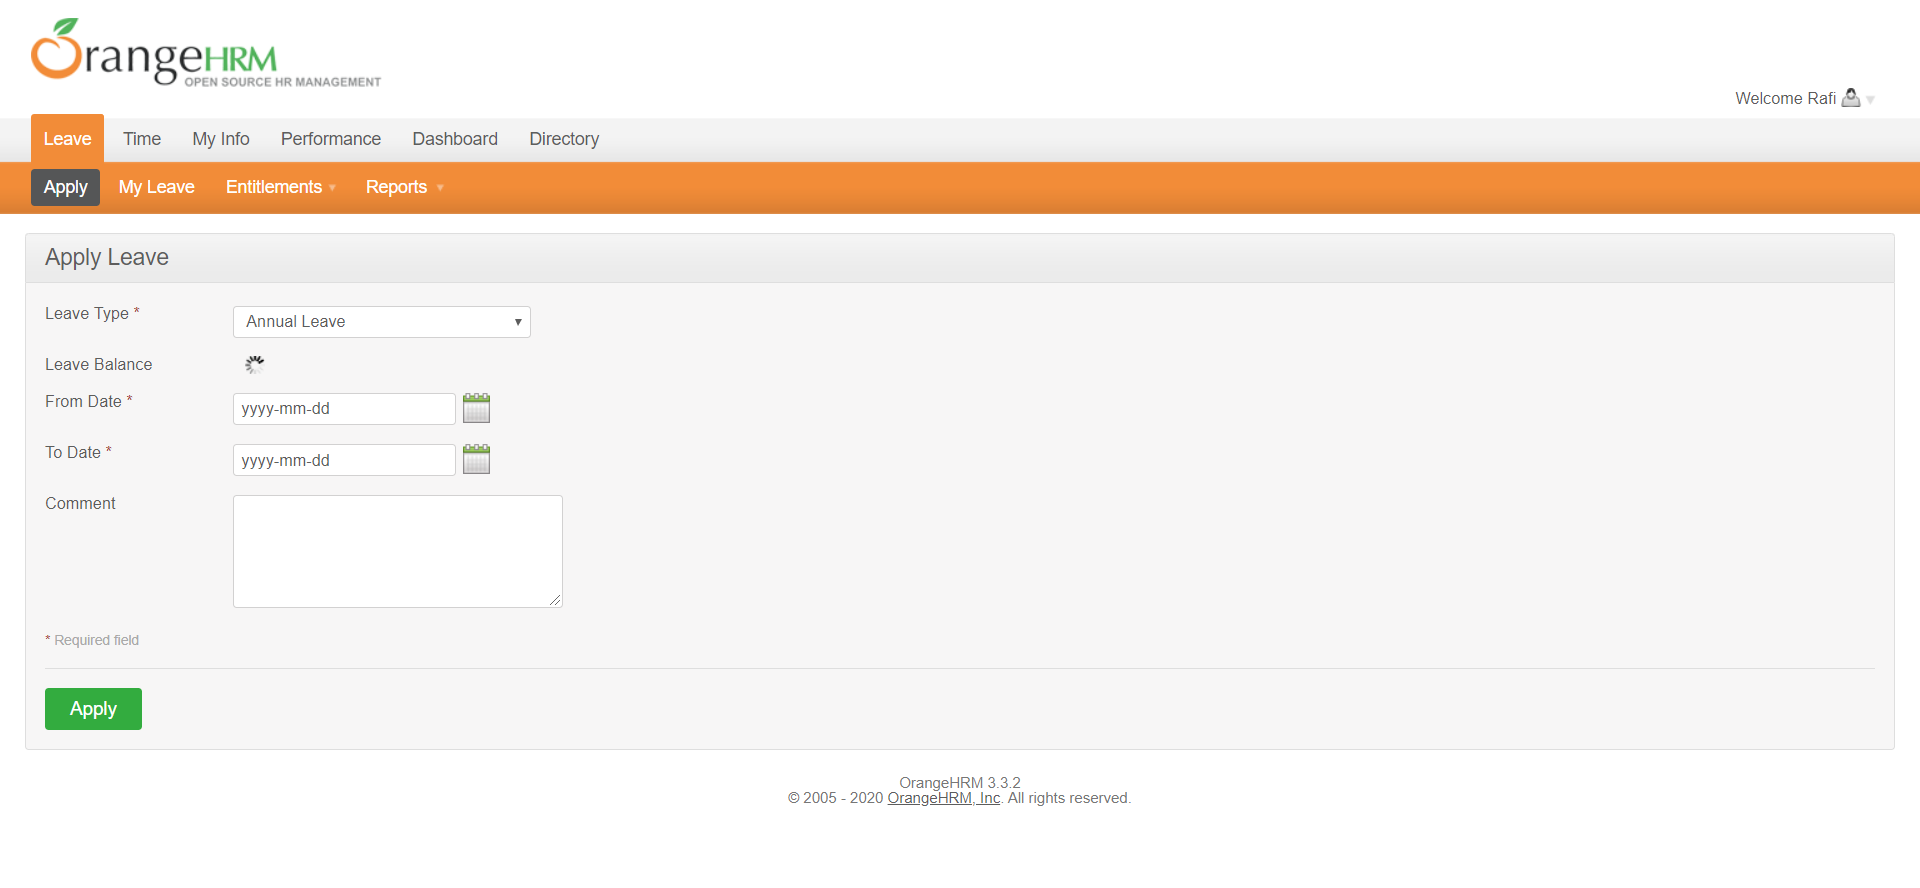 OrangeHRM
OPEN SOURCE HR MANAGEMENT
Welcome Rafi
Leave Time My Info Performance Dashboard Directory
Apply My Leave Entitlements Reports
Apply Leave
Leave Type * Annual Leave
Leave Balance
From Date * yyyy-mm-dd
To Date * yyyy-mm-dd
Comment
* Required field
Apply
OrangeHRM 3.3.2
© 2005 - 2020 OrangeHRM, Inc. All rights reserved.